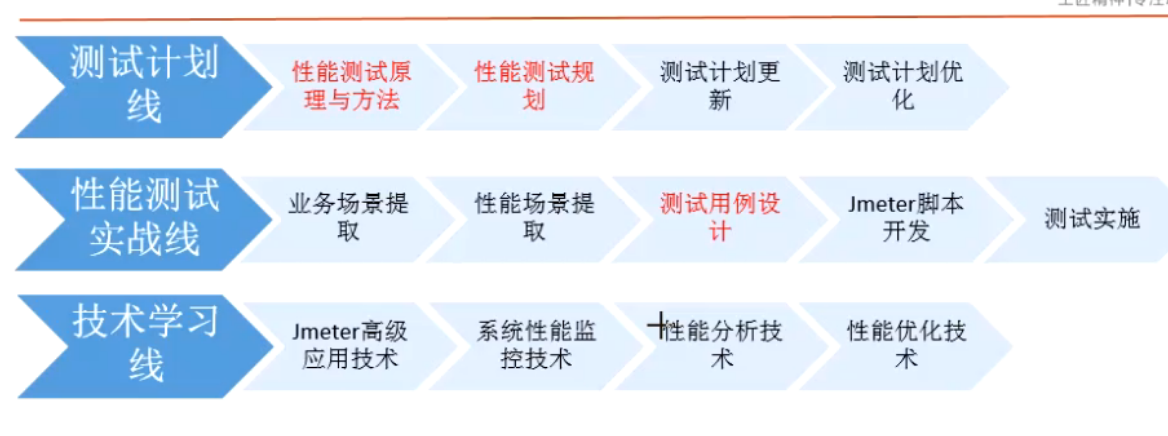 测试计划
线
性能测试原
理与方法
性能测试规
划
测试计划更
新
测试计划优
化
性能测试
实战线
业务场景提
取
性能场景提
取
测试用例设
计
Jmeter脚本
开发
测试实施
技术学习
线
Jmeter高级
应用技术
系统性能监
控技术
性能分析技
术
性能优化技
术